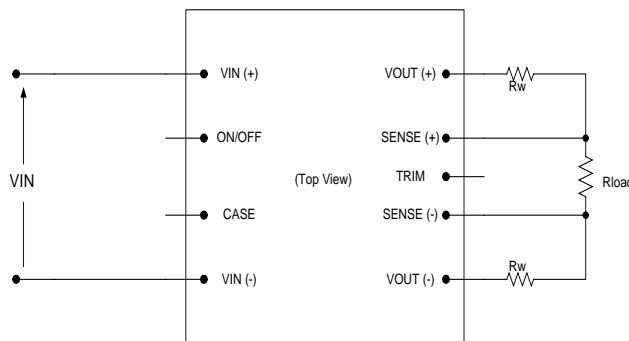 VIN (+)
VOUT (+)
Rw
ON/OFF
SENSE (+)
VIN
(Top View)
TRIM
Rload
CASE
SENSE (-)
VIN (-)
VOUT (-)
Rw